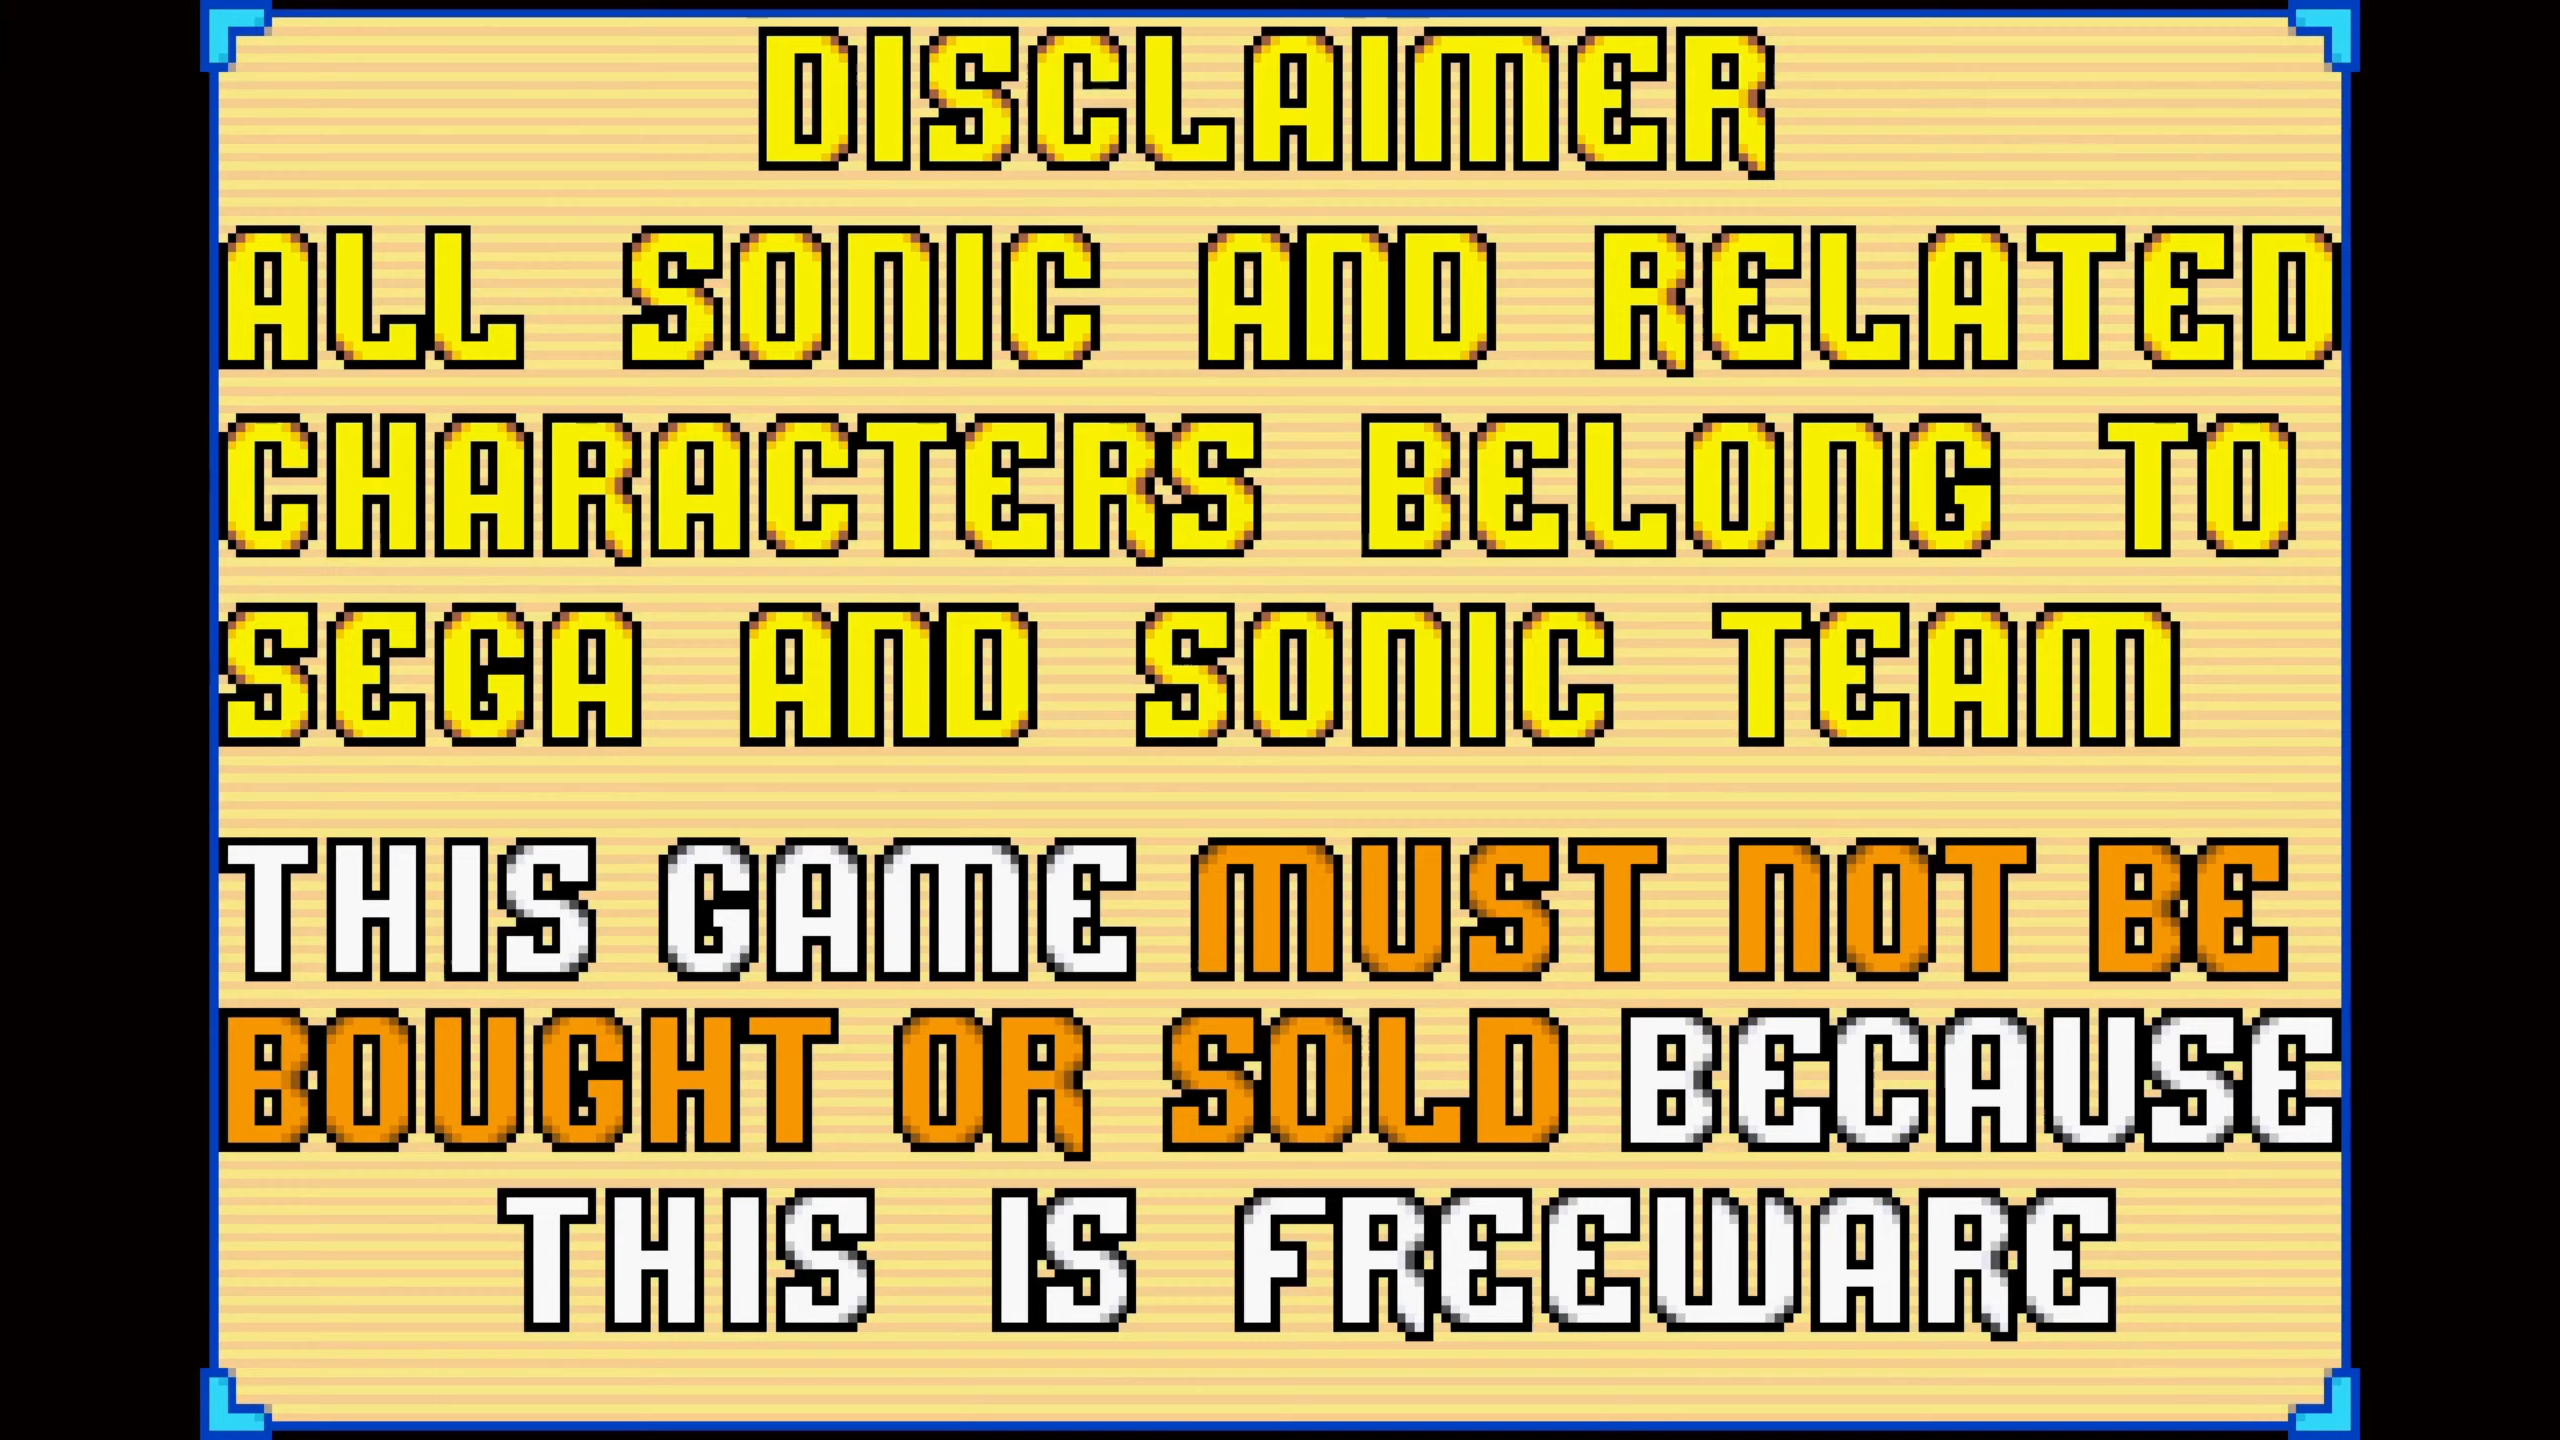 DISCLAIMER
ALL SONIC AND RELATED
CHARACTERS BELONG TO
SEGA AND SONIC TEAM
THIS GAME MUST NOT BE
BOUGHT OR SOLD BECAUSE
THIS IS FREEWARE